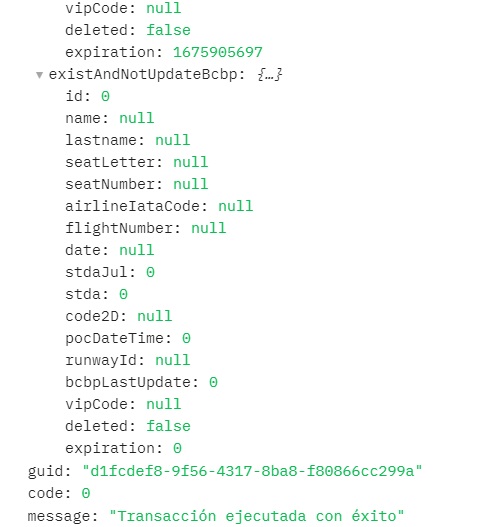 vipCode: null
deleted: false
expiration: 1675905697
existAndNotUpdateBcbp: {…}
id: 0
name: null
lastname: null
seatLetter: null
seatNumber: null
airlineIataCode: null
flightNumber: null
date: null
stdaJul: 0
stda: 0
code2D: null
pocDateTime: 0
runwayId: null
bcbpLastUpdate: 0
vipCode: null
deleted: false
expiration: 0
guid: "d1fcdef8-9f56-4317-8ba8-f80866cc299a"
code: 0
message: "Transacción ejecutada con éxito"